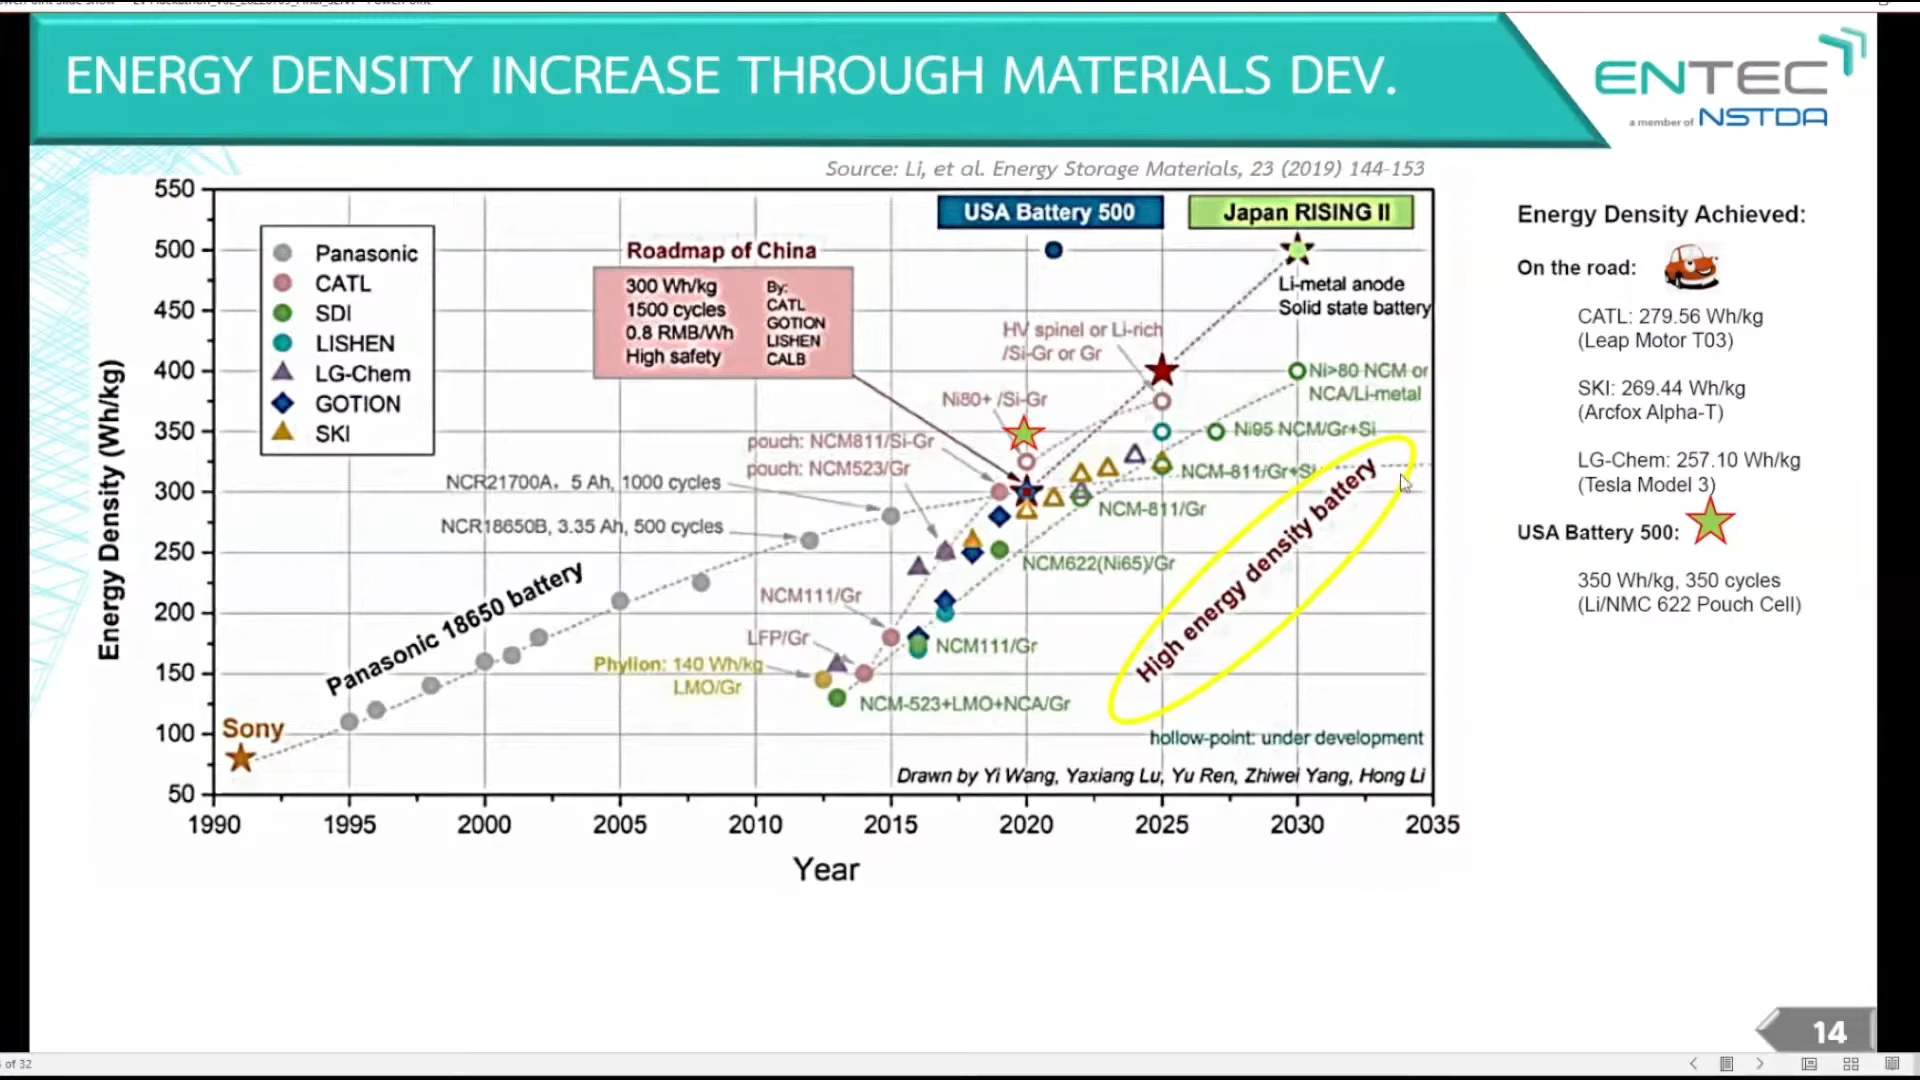 ENERGY DENSITY INCREASE THROUGH MATERIALS DEV.
ENTEC
a member of NSTDA
Source: Li, et al. Energy Storage Materials, 23 (2019) 144-153
Energy Density (Wh/kg)
550
500
450
400
350
300
250
200
150
100
50
1990
1995
2000
2005
2010
2015
2020
2025
2030
2035
Year
Panasonic
CATL
SDI
LISHEN
LG-Chem
GOTION
SKI
Roadmap of China
300 Wh/kg
1500 cycles
0.8 RMB/Wh
High safety
By:
CATL
GOTION
LISHEN
CALB
USA Battery 500
Japan RISING II
Li-metal anode
Solid state battery
HV spinel or Li-rich
/Si-Gr or Gr
Ni80+ /Si-Gr
Ni>80 NCM or
NCA/Li-metal
Ni95 NCM/Gr+Si
pouch: NCM811/Si-Gr
pouch: NCM523/Gr
NCM-811/Gr+Si
NCR21700A, 5 Ah, 1000 cycles
NCM-811/Gr
NCR18650B, 3.35 Ah, 500 cycles
NCM622(Ni65)/Gr
Panasonic 18650 battery
High energy density battery
NCM111/Gr
LFP/Gr
NCM111/Gr
Phylion: 140 Wh/kg
LMO/Gr
NCM-523+LMO+NCA/Gr
Sony
hollow-point: under development
Drawn by Yi Wang, Yaxiang Lu, Yu Ren, Zhiwei Yang, Hong Li
Energy Density Achieved:
On the road:
CATL: 279.56 Wh/kg
(Leap Motor T03)
SKI: 269.44 Wh/kg
(Arcfox Alpha-T)
LG-Chem: 257.10 Wh/kg
(Tesla Model 3)
USA Battery 500:
350 Wh/kg, 350 cycles
(Li/NMC 622 Pouch Cell)
14
of 32